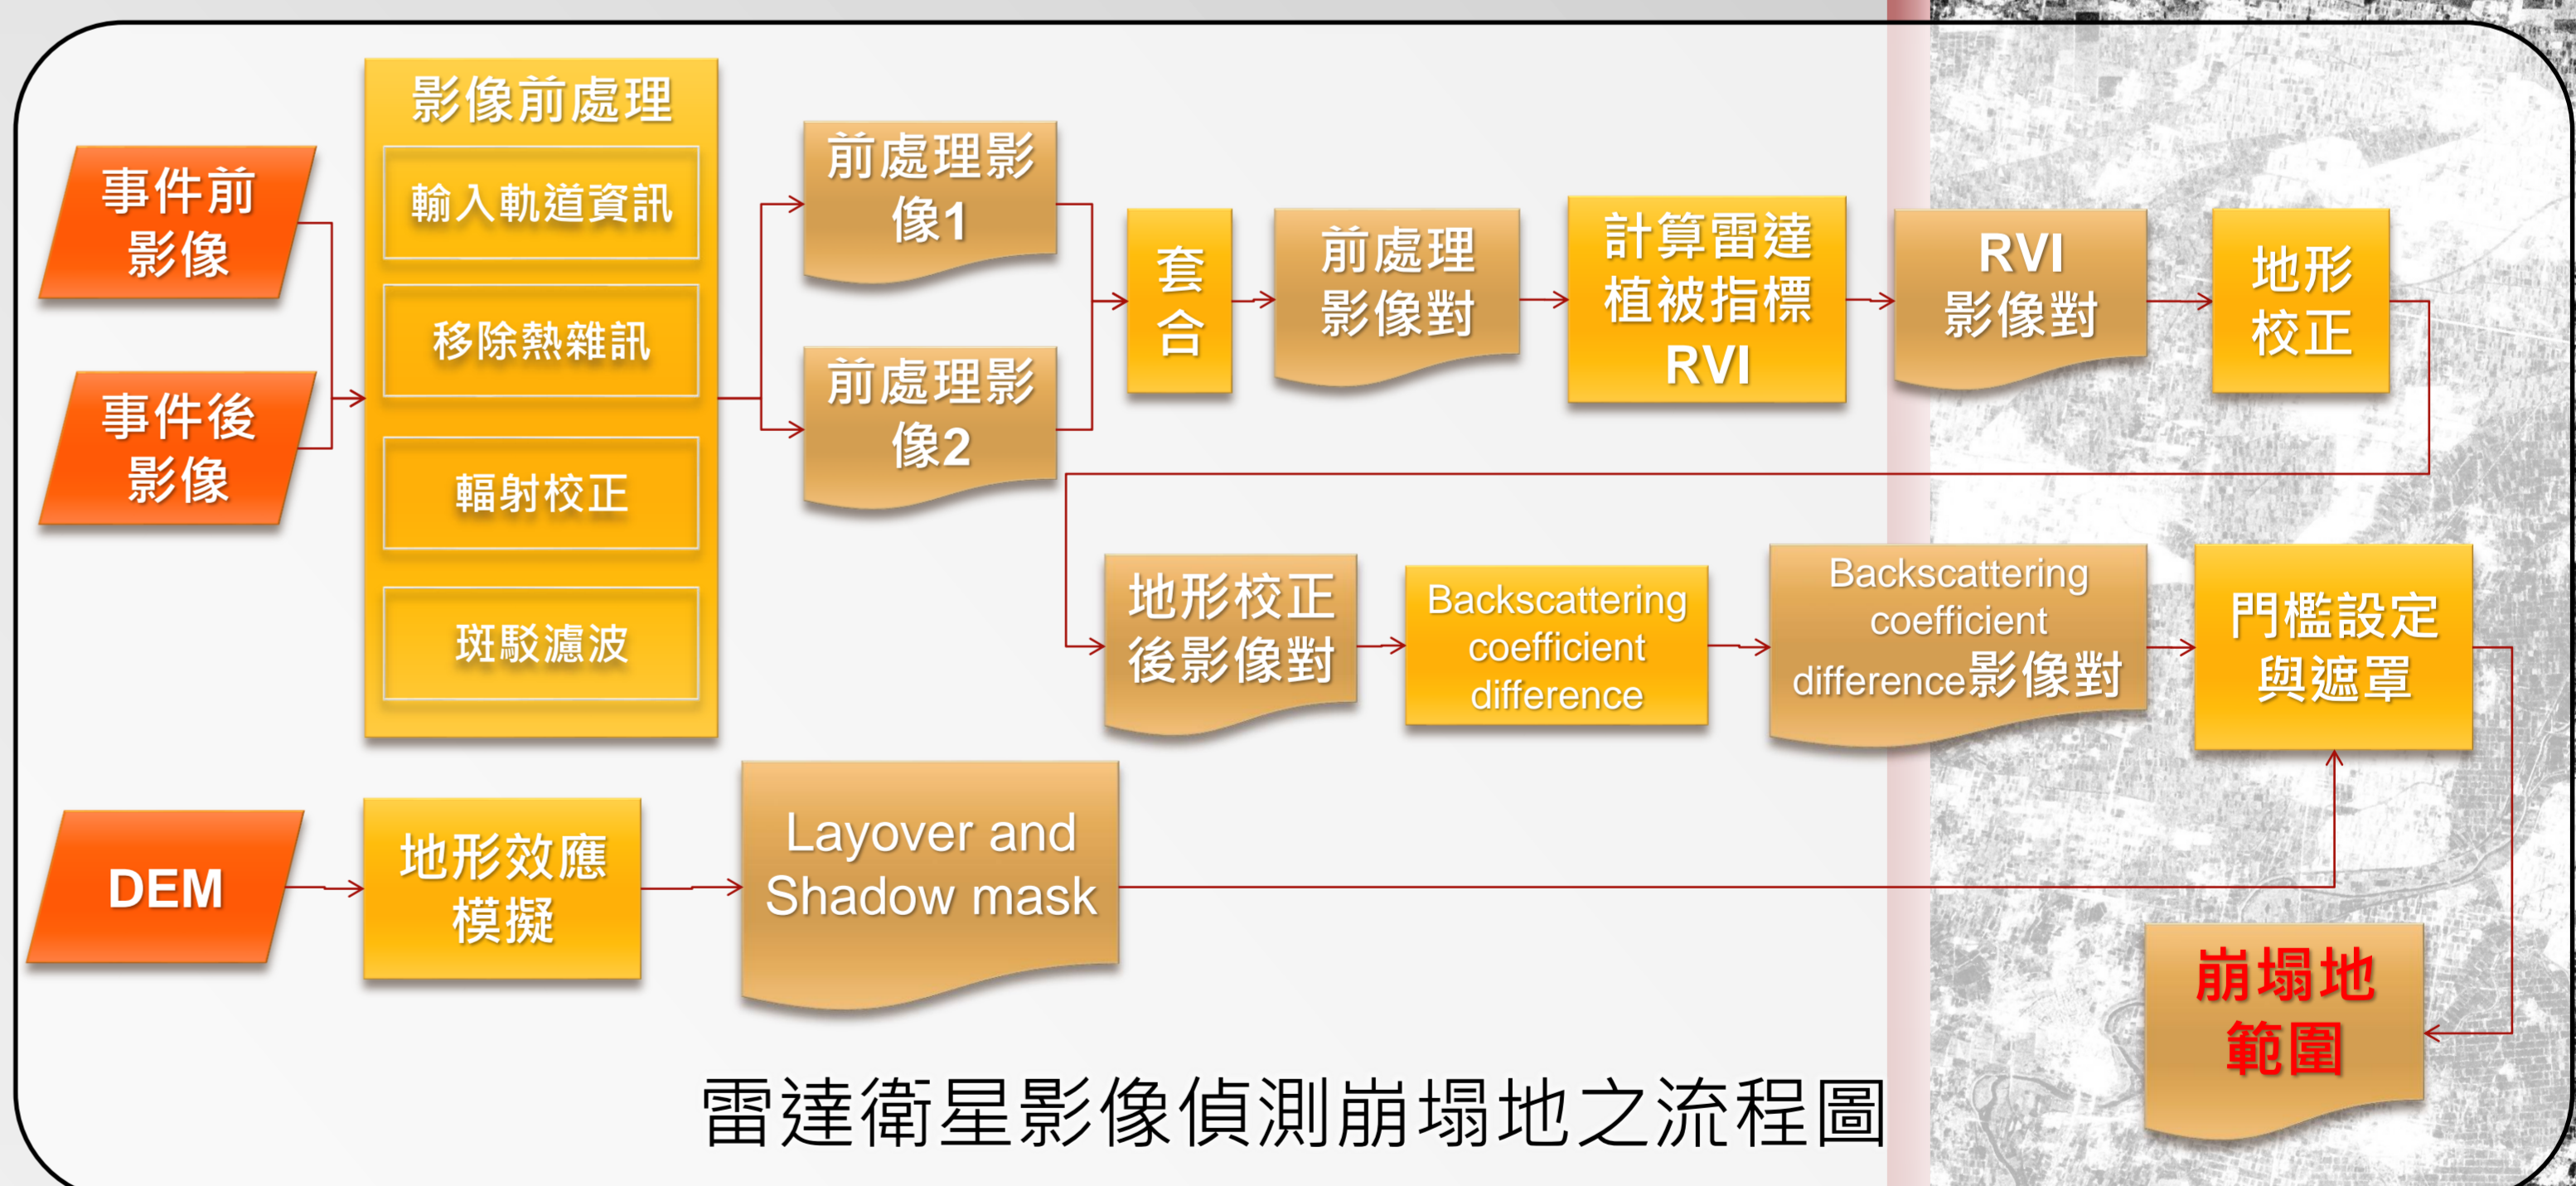 事件前
影像
事件後
影像
影像前處理
輸入軌道資訊
移除熱雜訊
輻射校正
斑駁濾波
前處理影
像1
前處理影
像2
套
合
前處理
影像對
計算雷達
植被指標
RVI
RVI
影像對
地形
校正
地形校正
後影像對
Backscattering
coefficient
difference
Backscattering
coefficient
difference影像對
門檻設定
與遮罩
DEM
地形效應
模擬
Layover and
Shadow mask
崩塌地
範圍
雷達衛星影像偵測崩塌地之流程圖